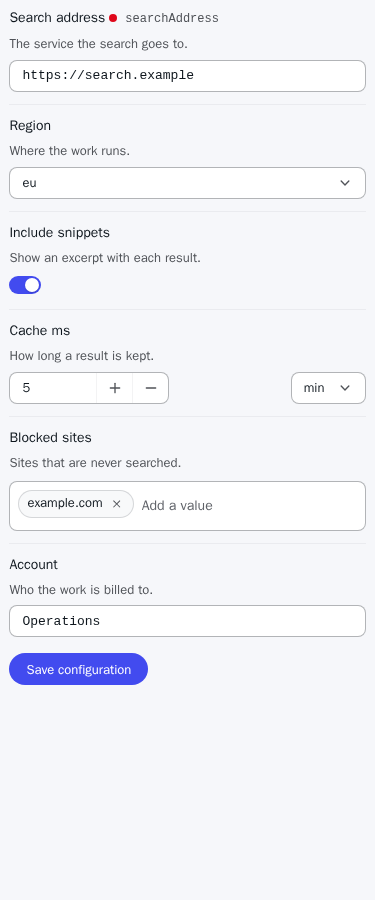 Search address searchAddress
The service the search goes to.
https://search.example
Region
Where the work runs.
eu
Include snippets
Show an excerpt with each result.
Cache ms
How long a result is kept.
5 min
Blocked sites
Sites that are never searched.
example.com Add a value
Account
Who the work is billed to.
Operations
Save configuration